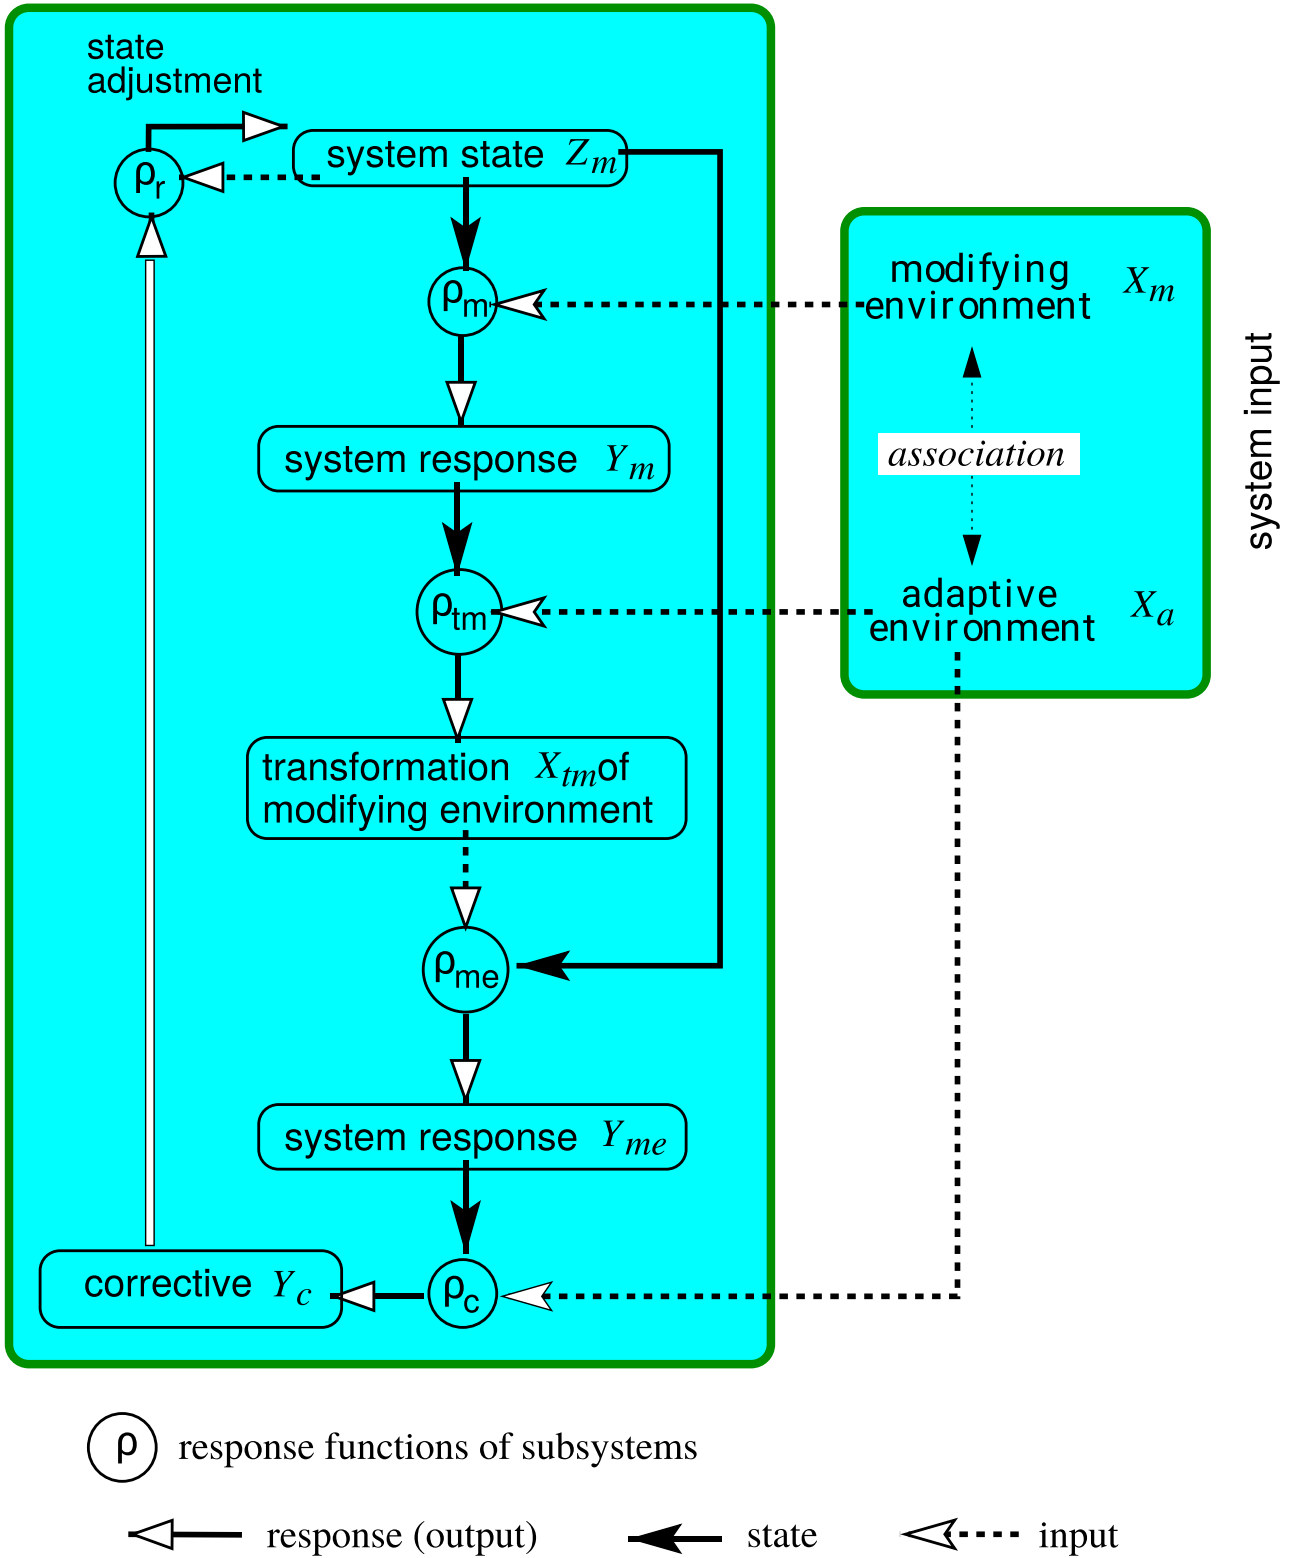 state
adjustment
system state Zm
ρr
ρm
modifying
environment Xm
system response Ym
association
system input
ρtm
adaptive
environment Xa
transformation Xtm of
modifying environment
ρme
system response Yme
corrective Yc
ρc
ρ response functions of subsystems
response (output) state input